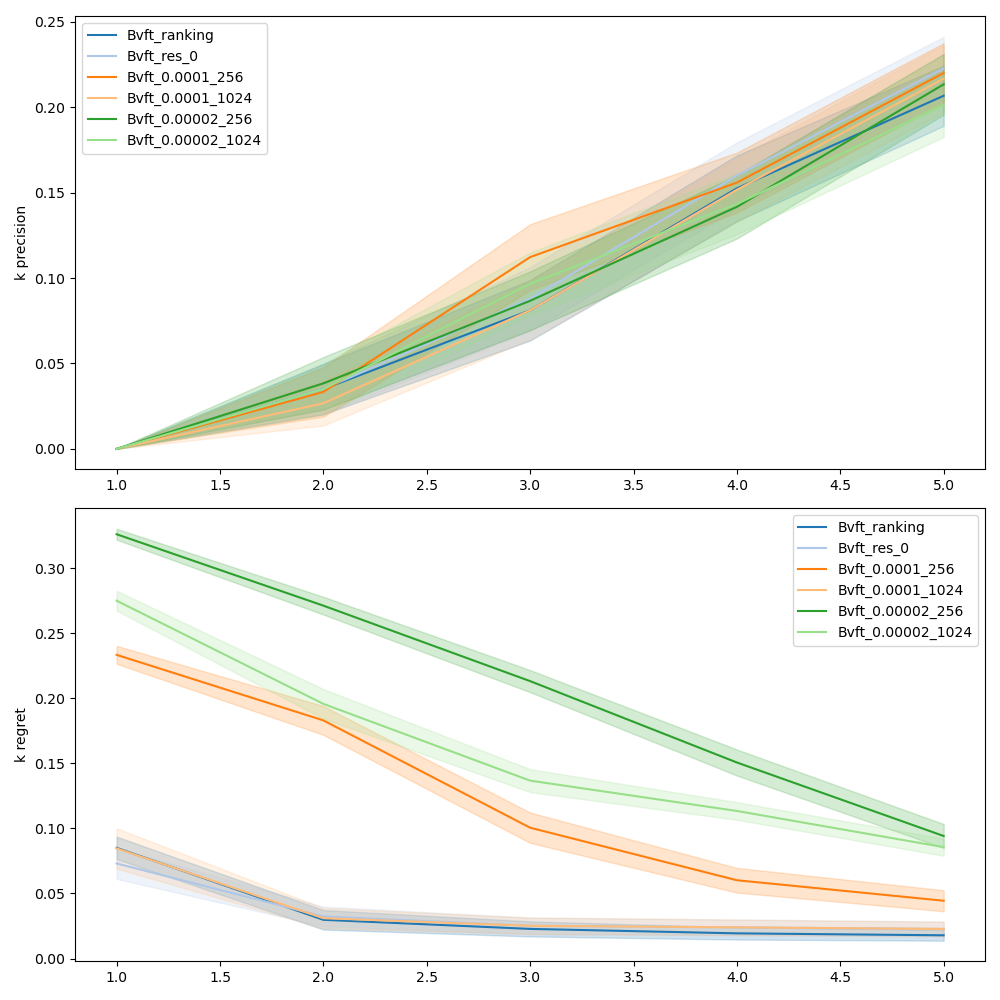 0.25
0.20
0.15
0.10
0.05
0.00
k precision
Bvft_ranking
Bvft_res_0
Bvft_0.0001_256
Bvft_0.0001_1024
Bvft_0.00002_256
Bvft_0.00002_1024
1.0 1.5 2.0 2.5 3.0 3.5 4.0 4.5 5.0
0.30
0.25
0.20
0.15
0.10
0.05
0.00
k regret
Bvft_ranking
Bvft_res_0
Bvft_0.0001_256
Bvft_0.0001_1024
Bvft_0.00002_256
Bvft_0.00002_1024
1.0 1.5 2.0 2.5 3.0 3.5 4.0 4.5 5.0